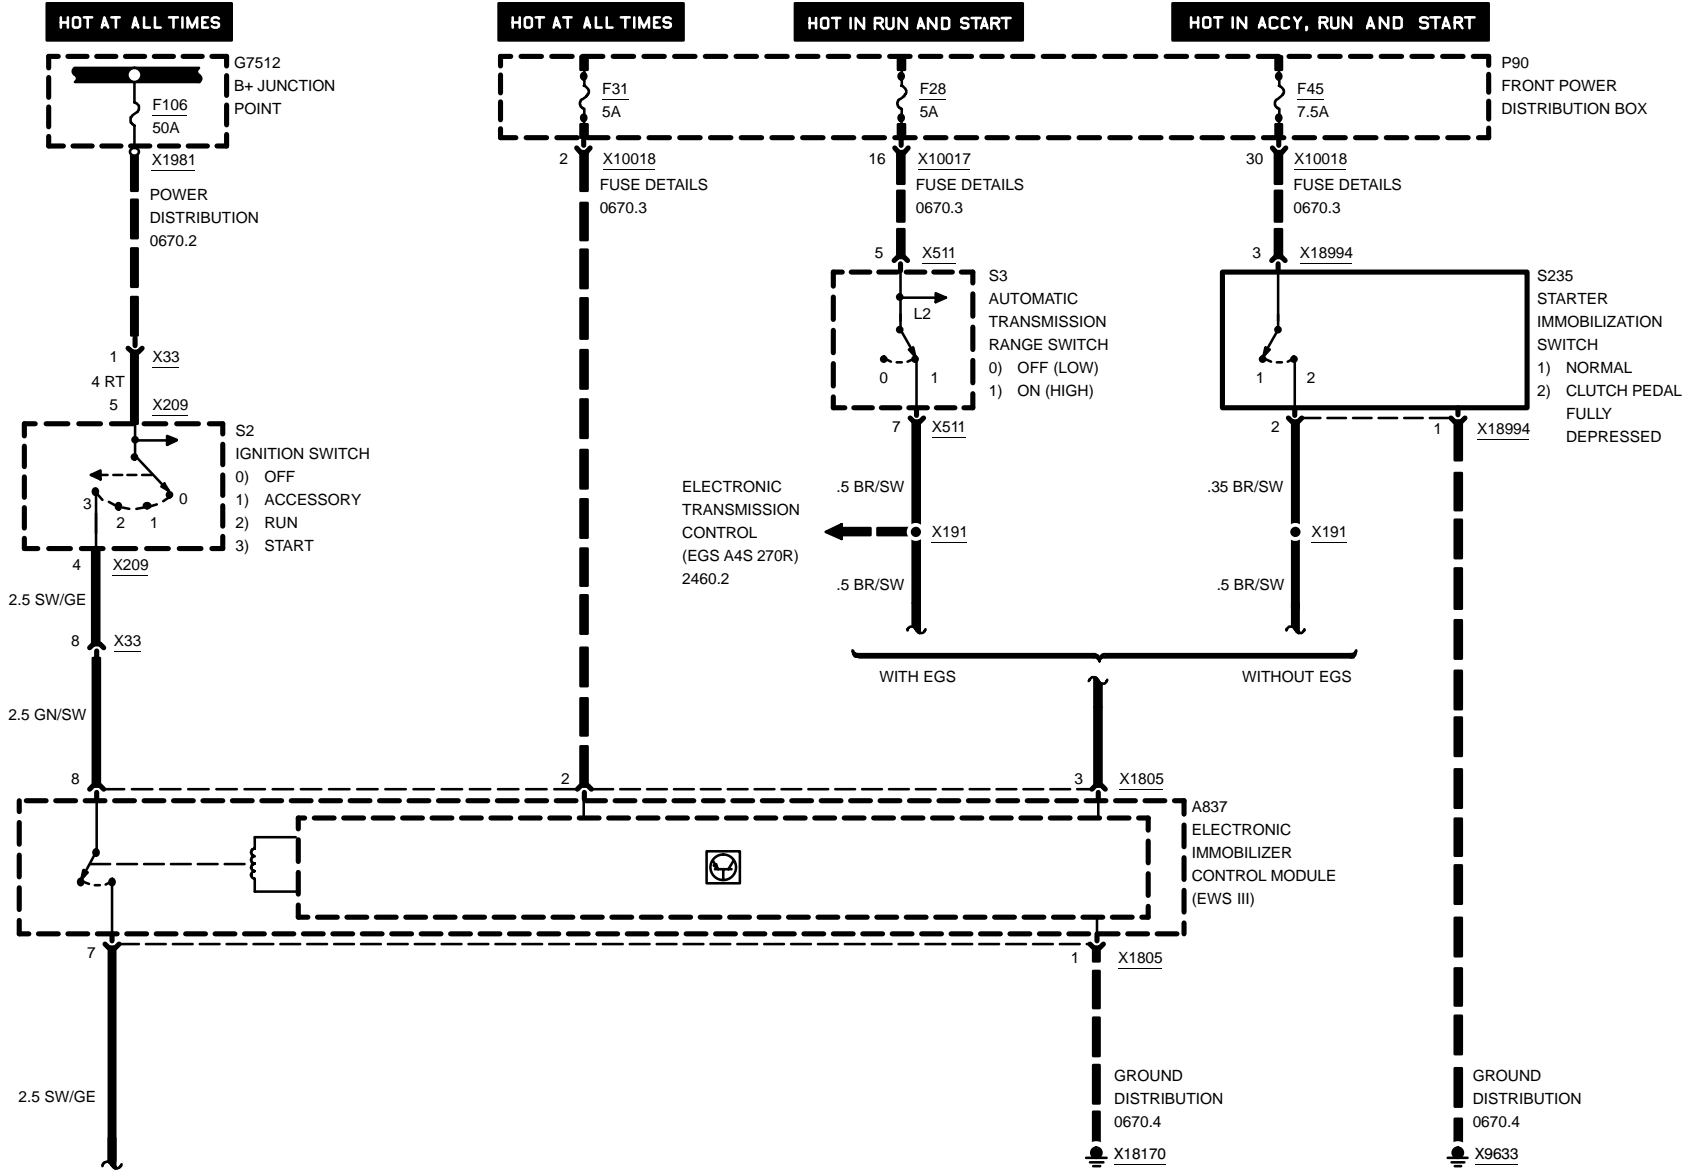 HOT AT ALL TIMES
HOT AT ALL TIMES
HOT IN RUN AND START
HOT IN ACCY, RUN AND START
G7512
B+ JUNCTION
POINT
F106
50A
F31
5A
F28
5A
F45
7.5A
P90
FRONT POWER
DISTRIBUTION BOX
X1981
POWER
DISTRIBUTION
0670.2
2
X10018
FUSE DETAILS
0670.3
16
X10017
FUSE DETAILS
0670.3
30
X10018
FUSE DETAILS
0670.3
5
X511
3
X18994
S3
AUTOMATIC
TRANSMISSION
RANGE SWITCH
0) OFF (LOW)
1) ON (HIGH)
L2
0
1
S235
STARTER
IMMOBILIZATION
SWITCH
1) NORMAL
2) CLUTCH PEDAL
FULLY
DEPRESSED
1
2
1
X33
4 RT
5
X209
S2
IGNITION SWITCH
0) OFF
1) ACCESSORY
2) RUN
3) START
3
2
1
0
7
X511
2
1
X18994
ELECTRONIC
TRANSMISSION
CONTROL
(EGS A4S 270R)
2460.2
.5 BR/SW
X191
.5 BR/SW
.35 BR/SW
X191
.5 BR/SW
4
X209
2.5 SW/GE
8
X33
2.5 GN/SW
WITH EGS
WITHOUT EGS
8
2
3
X1805
A837
ELECTRONIC
IMMOBILIZER
CONTROL MODULE
(EWS III)
7
1
X1805
2.5 SW/GE
GROUND
DISTRIBUTION
0670.4
X18170
GROUND
DISTRIBUTION
0670.4
X9633